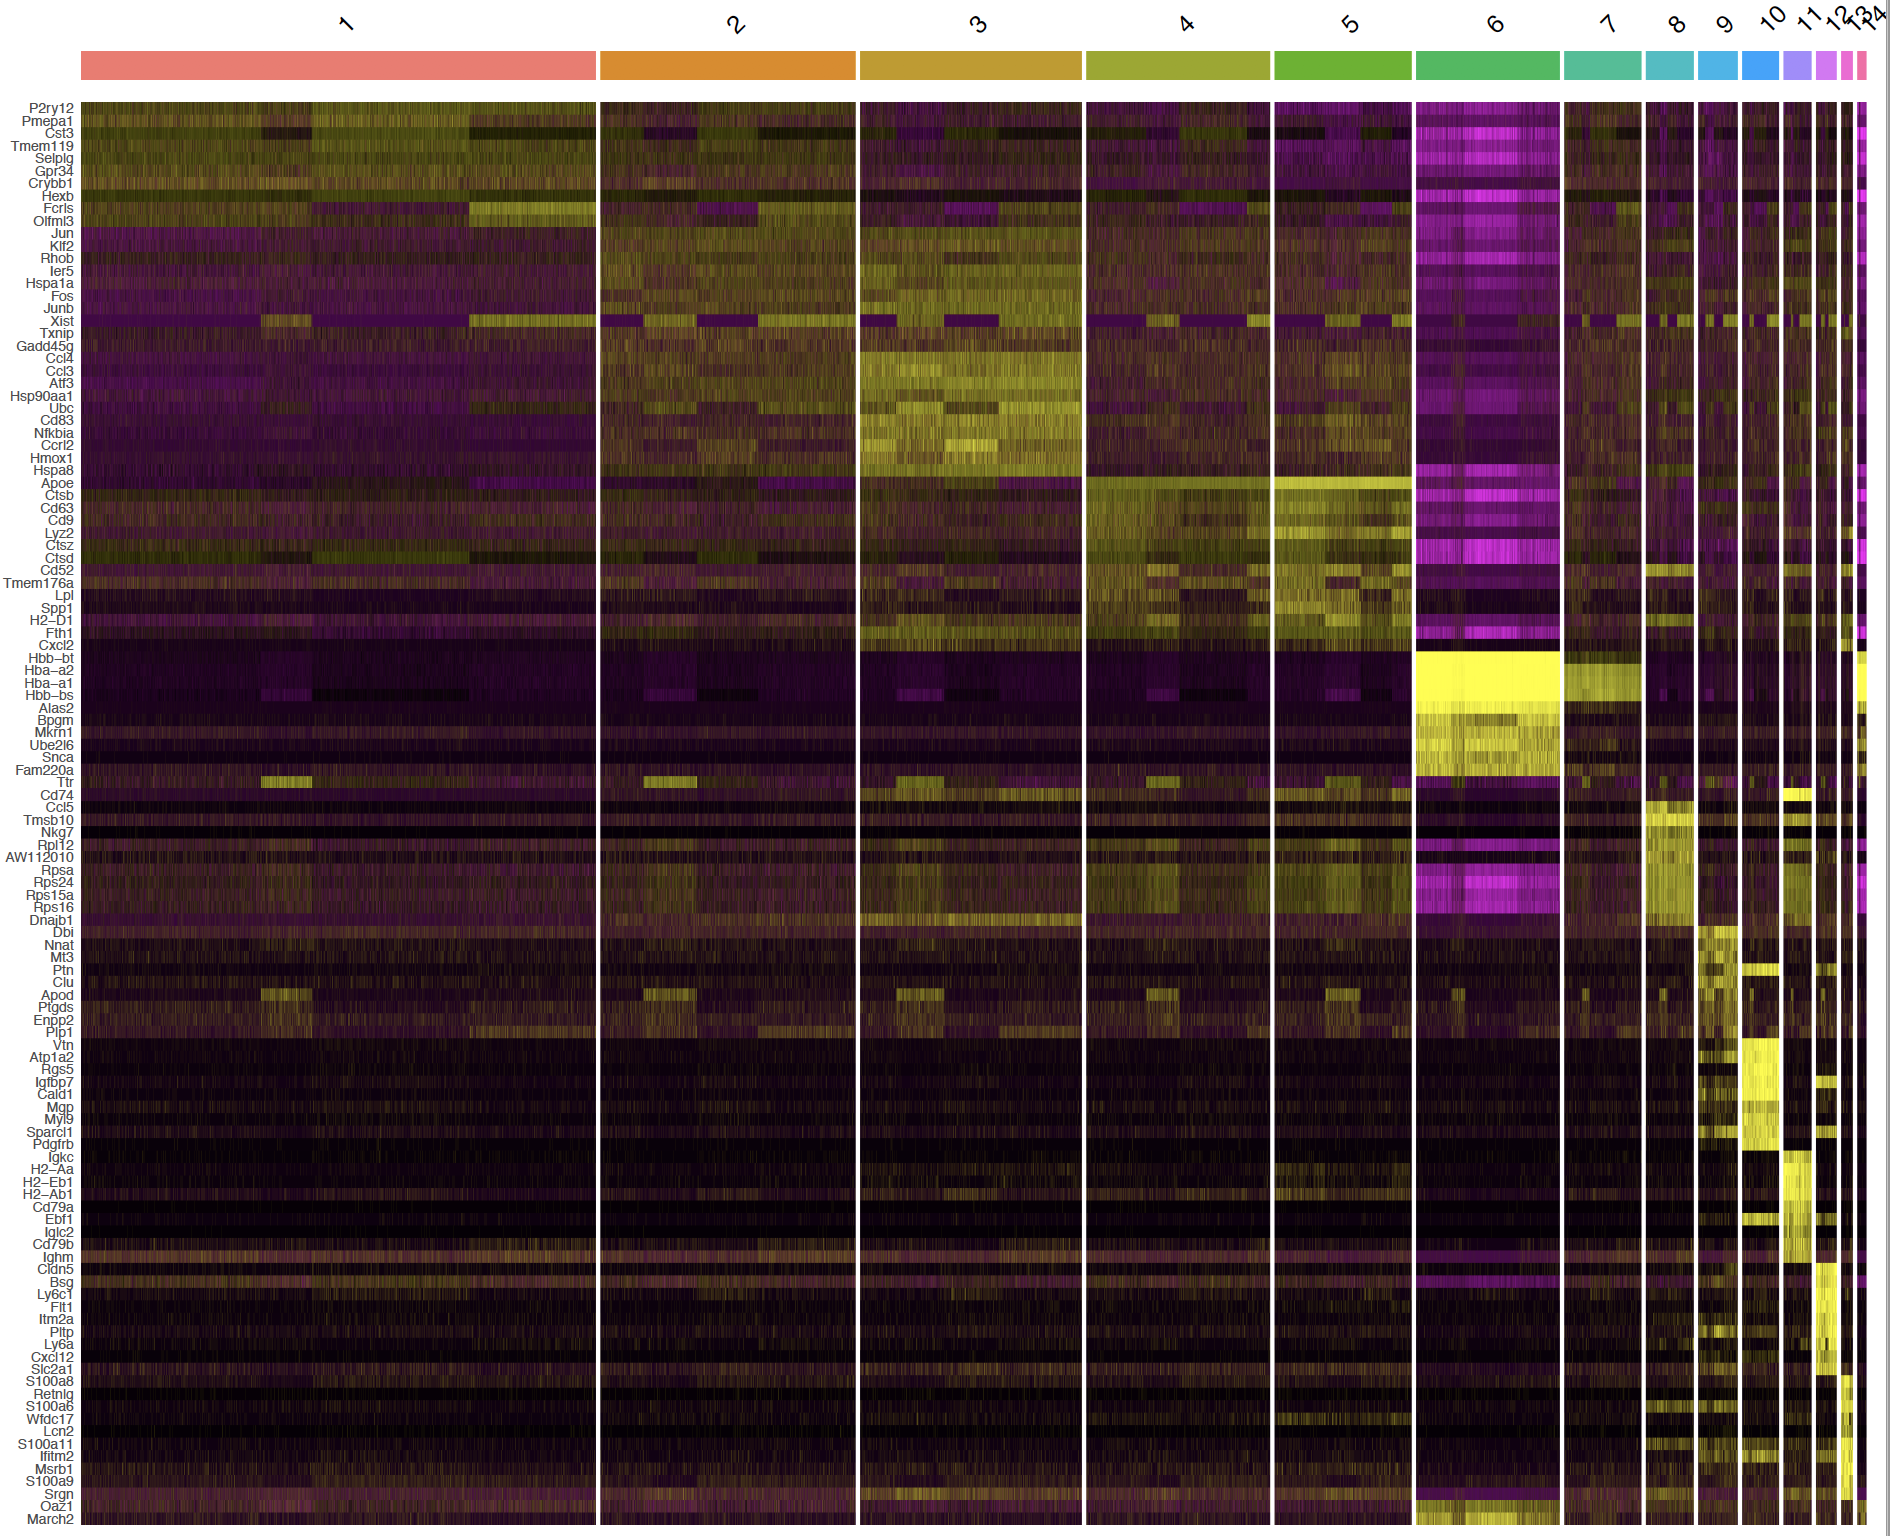 1 2 3 4 5 6 7 8 9 10 11 12 13 14
P2ry12
Pmepa1
Cst3
Tmem119
Selplg
Gpr34
Crybb1
Hexb
Fcrls
Olfml3
Jun
Klf2
Rhob
Ier5
Hspa1a
Fos
Junb
Xist
Txnip
Gadd45g
Ccl4
Ccl3
Atf3
Hsp90aa1
Ubc
Cd83
Nfkbia
Ccrl2
Hmox1
Hspa8
Apoe
Ctsb
Cd63
Cd9
Lyz2
Ctsz
Ctsd
Cd52
Tmem176a
Lpl
Spp1
H2−D1
Fth1
Cxcl2
Hbb−bt
Hba−a2
Hba−a1
Hbb−bs
Alas2
Bpgm
Mkrn1
Ube2l6
Snca
Fam220a
Ttr
Cd74
Ccl5
Tmsb10
Nkg7
Rpl12
AW112010
Rpsa
Rps24
Rps15a
Rps16
Dnajb1
Dbi
Nnat
Mt3
Ptn
Clu
Apod
Ptgds
Enpp2
Plp1
Vtn
Atp1a2
Rgs5
Igfbp7
Cald1
Mgp
Myl9
Sparcl1
Pdgfrb
Igkc
H2−Aa
H2−Eb1
H2−Ab1
Cd79a
Ebf1
Iglc2
Cd79b
Ighm
Cldn5
Bsg
Ly6c1
Flt1
Itm2a
Pltp
Ly6a
Cxcl12
Slc2a1
S100a8
Retnlg
S100a6
Wfdc17
Lcn2
S100a11
Ifitm2
Msrb1
S100a9
Srgn
Oaz1
March2